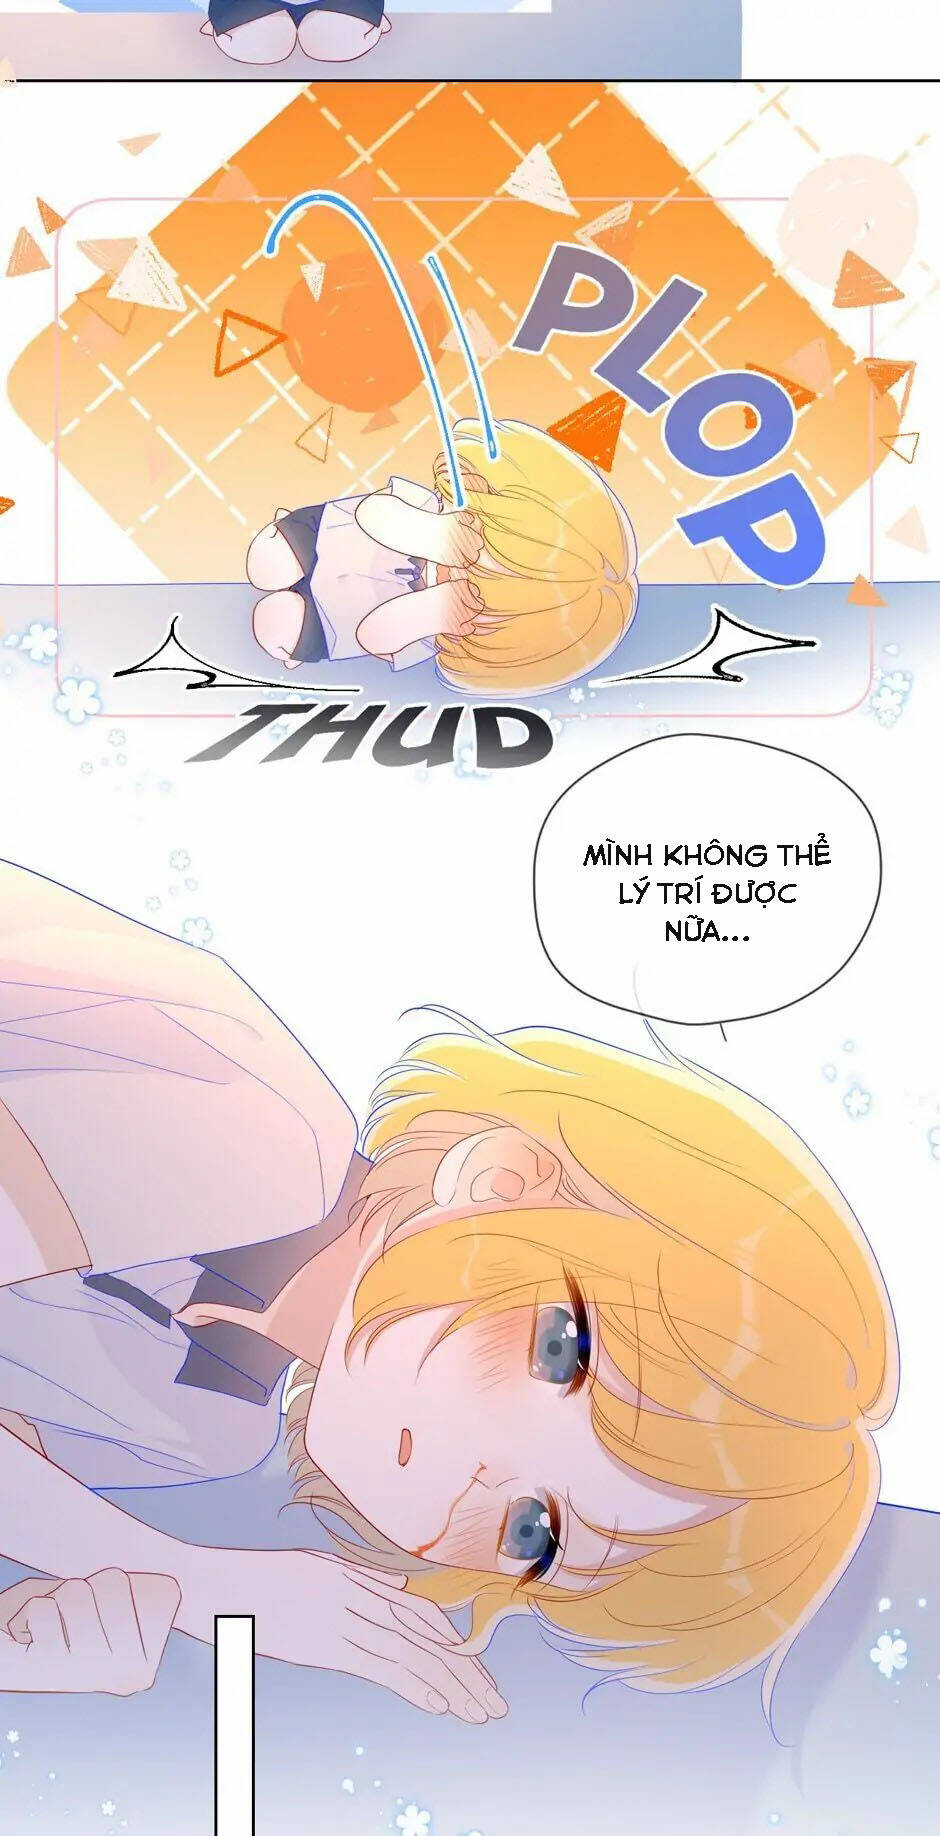 PLOP
THUD
MÌNH KHÔNG THỂ
LÝ TRÍ ĐƯỢC
NỮA...